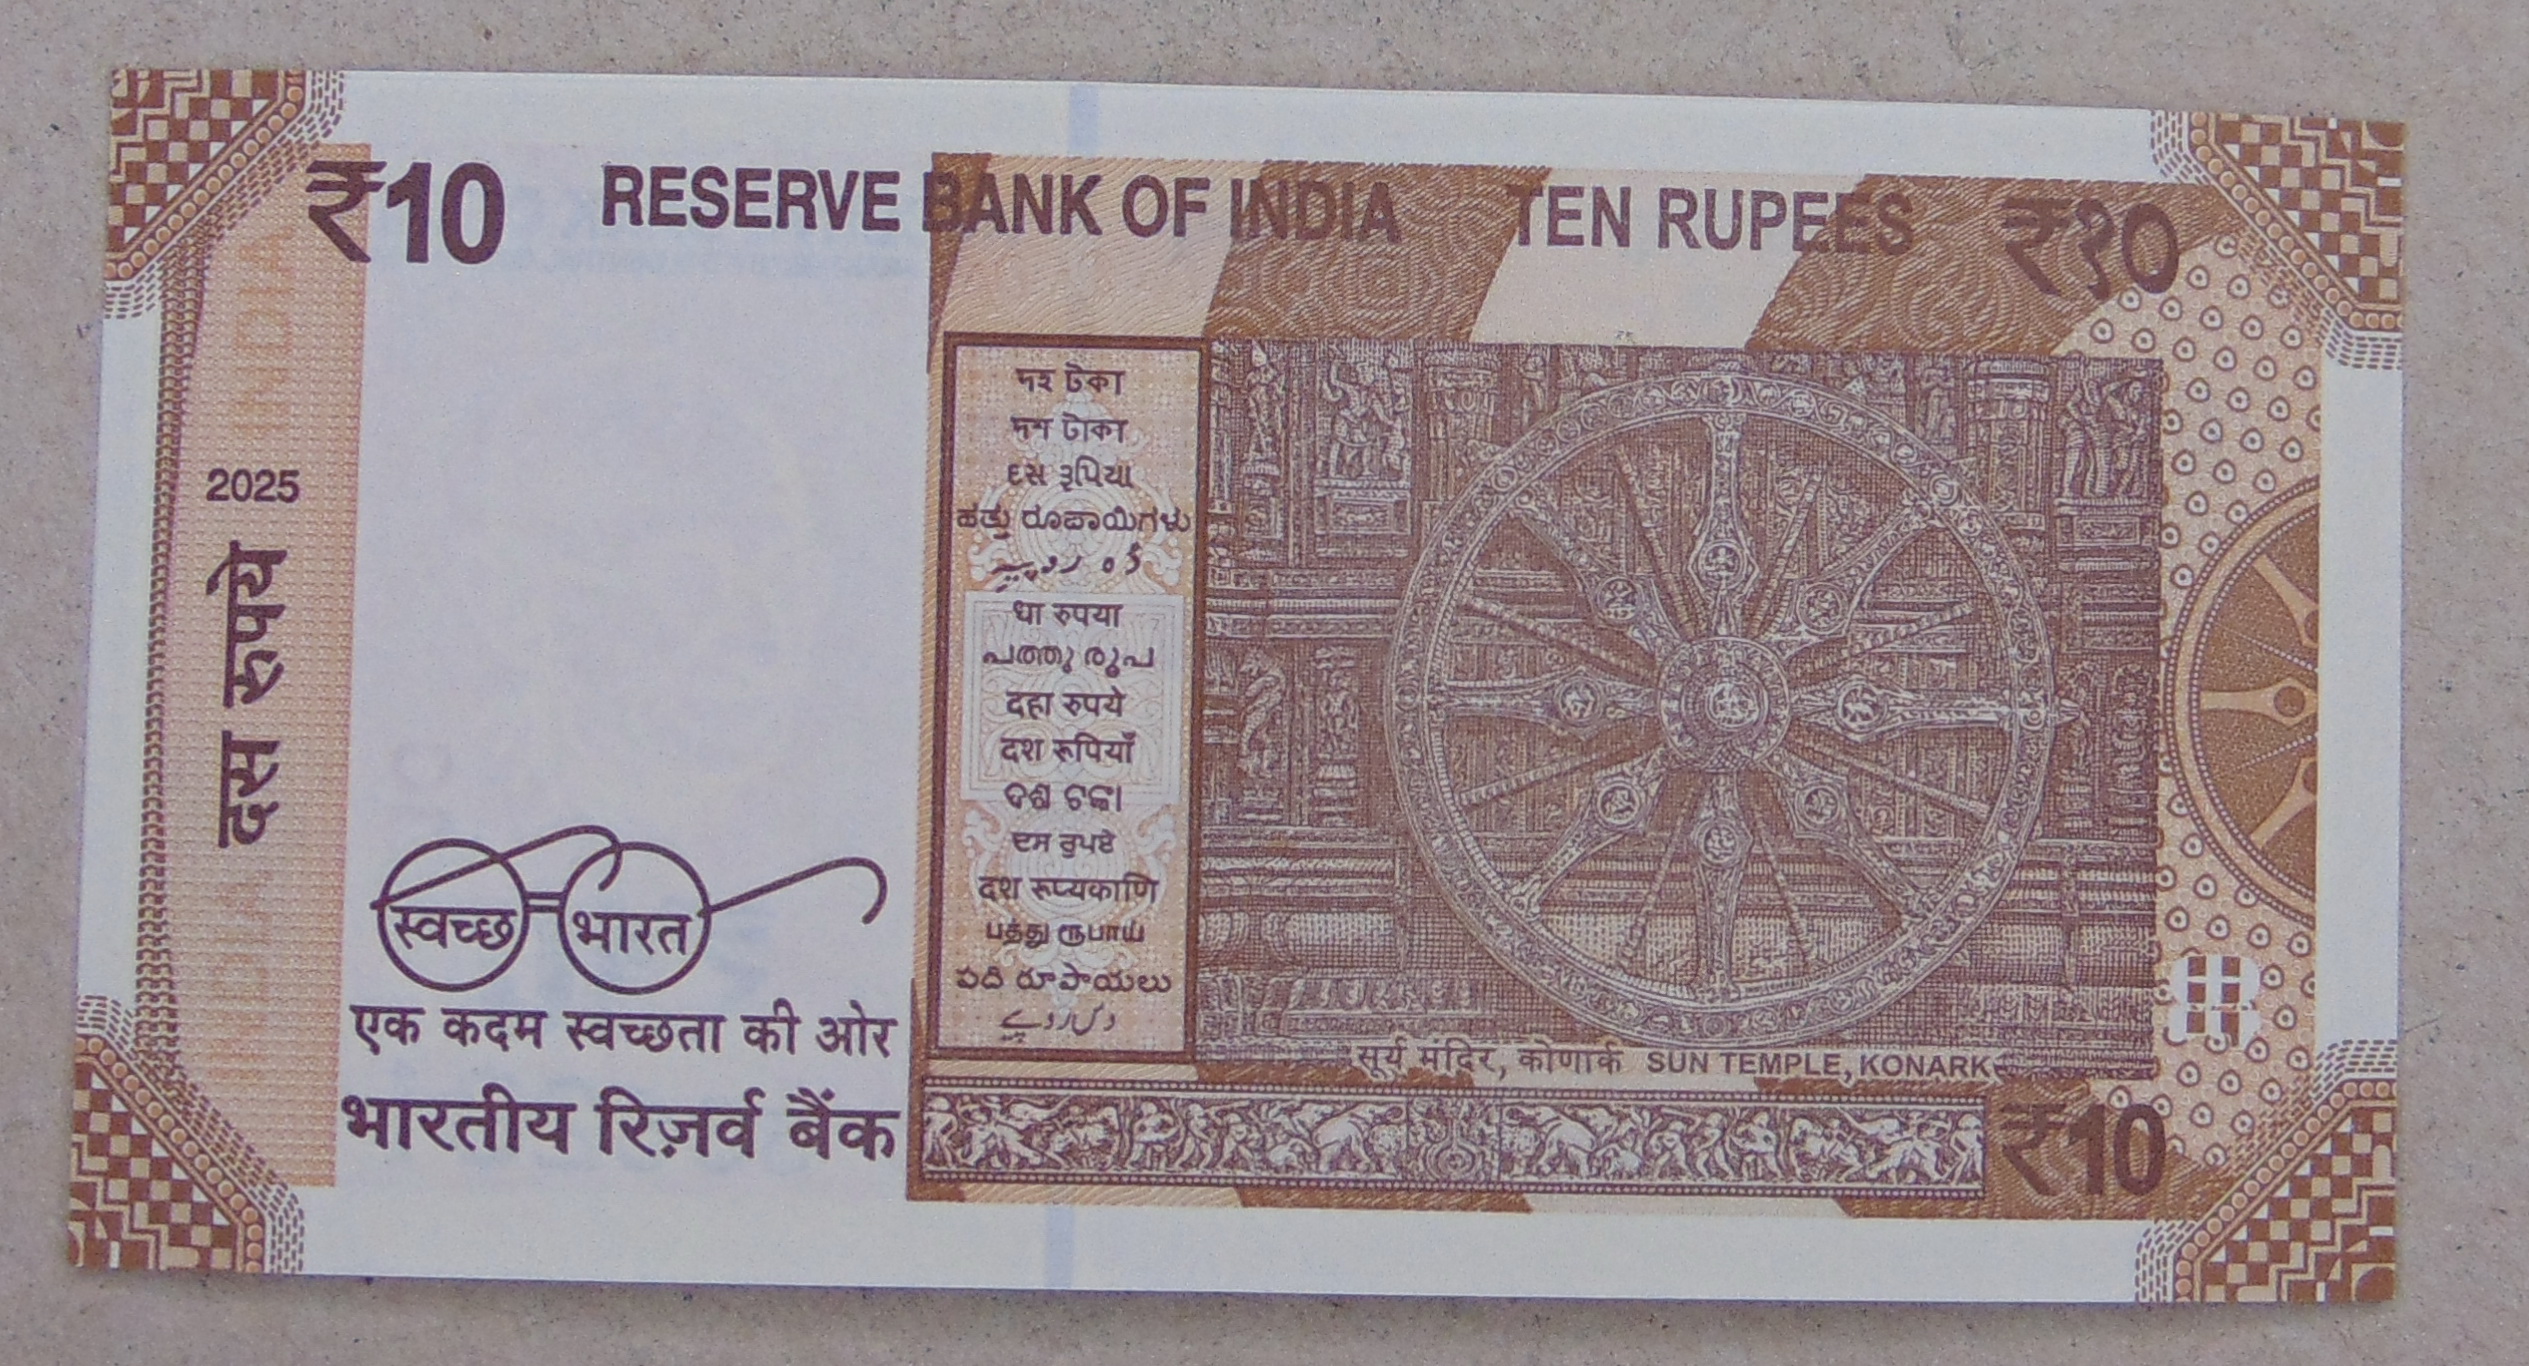 ₹10 RESERVE BANK OF INDIA TEN RUPEES ₹१०
2025
दस रुपये
দহ টকা
দশ টাকা
દસ રૂપિયા
ಹತ್ತು ರೂಪಾಯಿಗಳು
धा रुपया
പത്തു രൂപ
दहा रुपये
दश रूपियाँ
ଦଶ ଟଙ୍କା
ਦਸ ਰੁਪਏ
दश रूप्यकाणि
பத்து ரூபாய்
పది రూపాయలు
دس روپے
स्वच्छ भारत
एक कदम स्वच्छता की ओर
भारतीय रिज़र्व बैंक
सूर्य मंदिर, कोणार्क SUN TEMPLE, KONARK
₹10